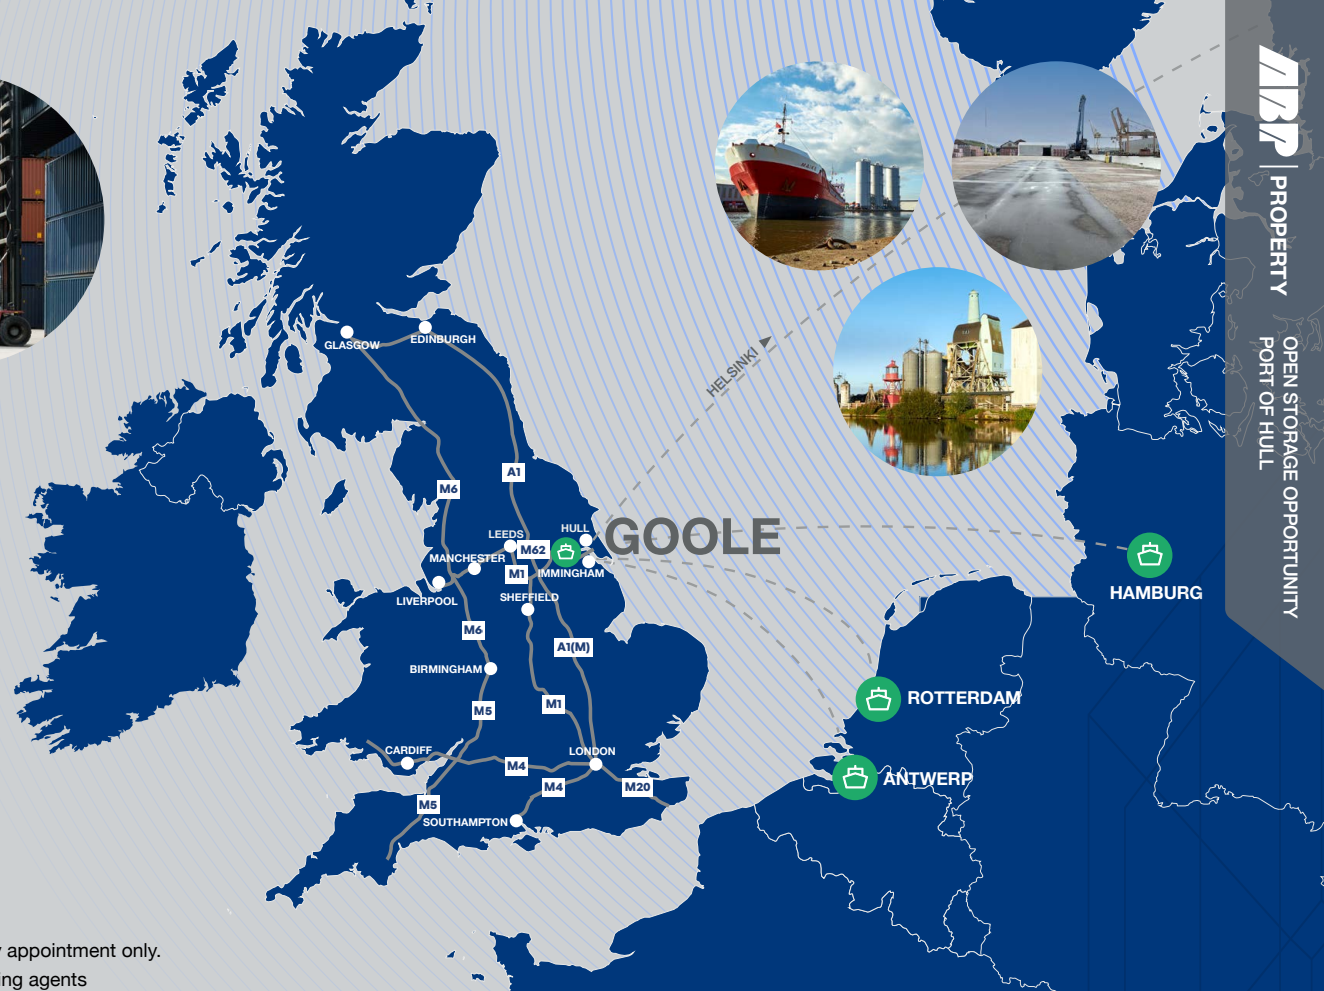 ABP
PROPERTY
OPEN STORAGE OPPORTUNITY
PORT OF HULL
GLASGOW
EDINBURGH
HELSINKI
A1
M6
LEEDS
HULL
GOOLE
M62
MANCHESTER
M1
IMMINGHAM
HAMBURG
LIVERPOOL
SHEFFIELD
M6
A1(M)
BIRMINGHAM
ROTTERDAM
M5
M1
CARDIFF
LONDON
M4
ANTWERP
M4
M20
M5
SOUTHAMPTON
appointment only.
ing agents